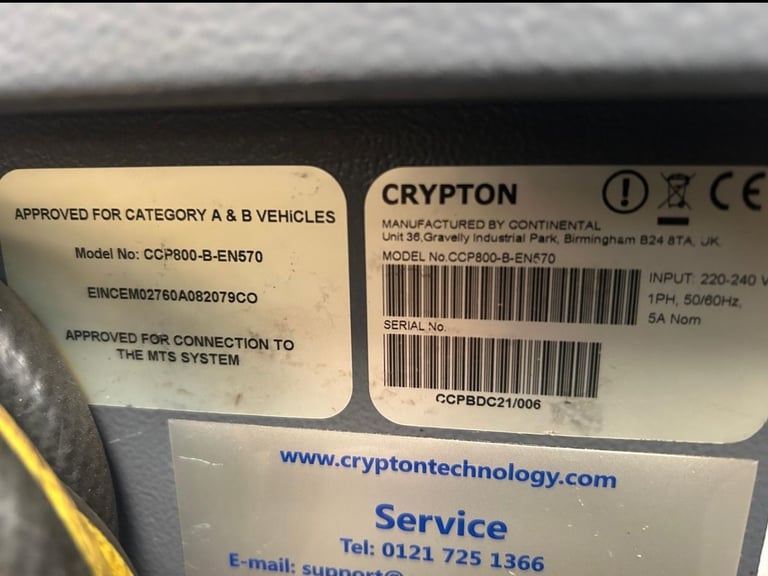 APPROVED FOR CATEGORY A & B VEHiCLES
Model No: CCP800-B-EN570
EINCEM02760A082079CO
APPROVED FOR CONNECTION TO
THE MTS SYSTEM
CRYPTON
MANUFACTURED BY CONTINENTAL
Unit 36,Gravelly Industrial Park, Birmingham B24 8TA, UK.
MODEL No.CCP800-B-EN570
INPUT: 220-240 V
1PH, 50/60Hz,
5A Nom
SERIAL No.
CCPBDC21/006
CE
www.cryptontechnology.com
Service
Tel: 0121 725 1366
E-mail: support@